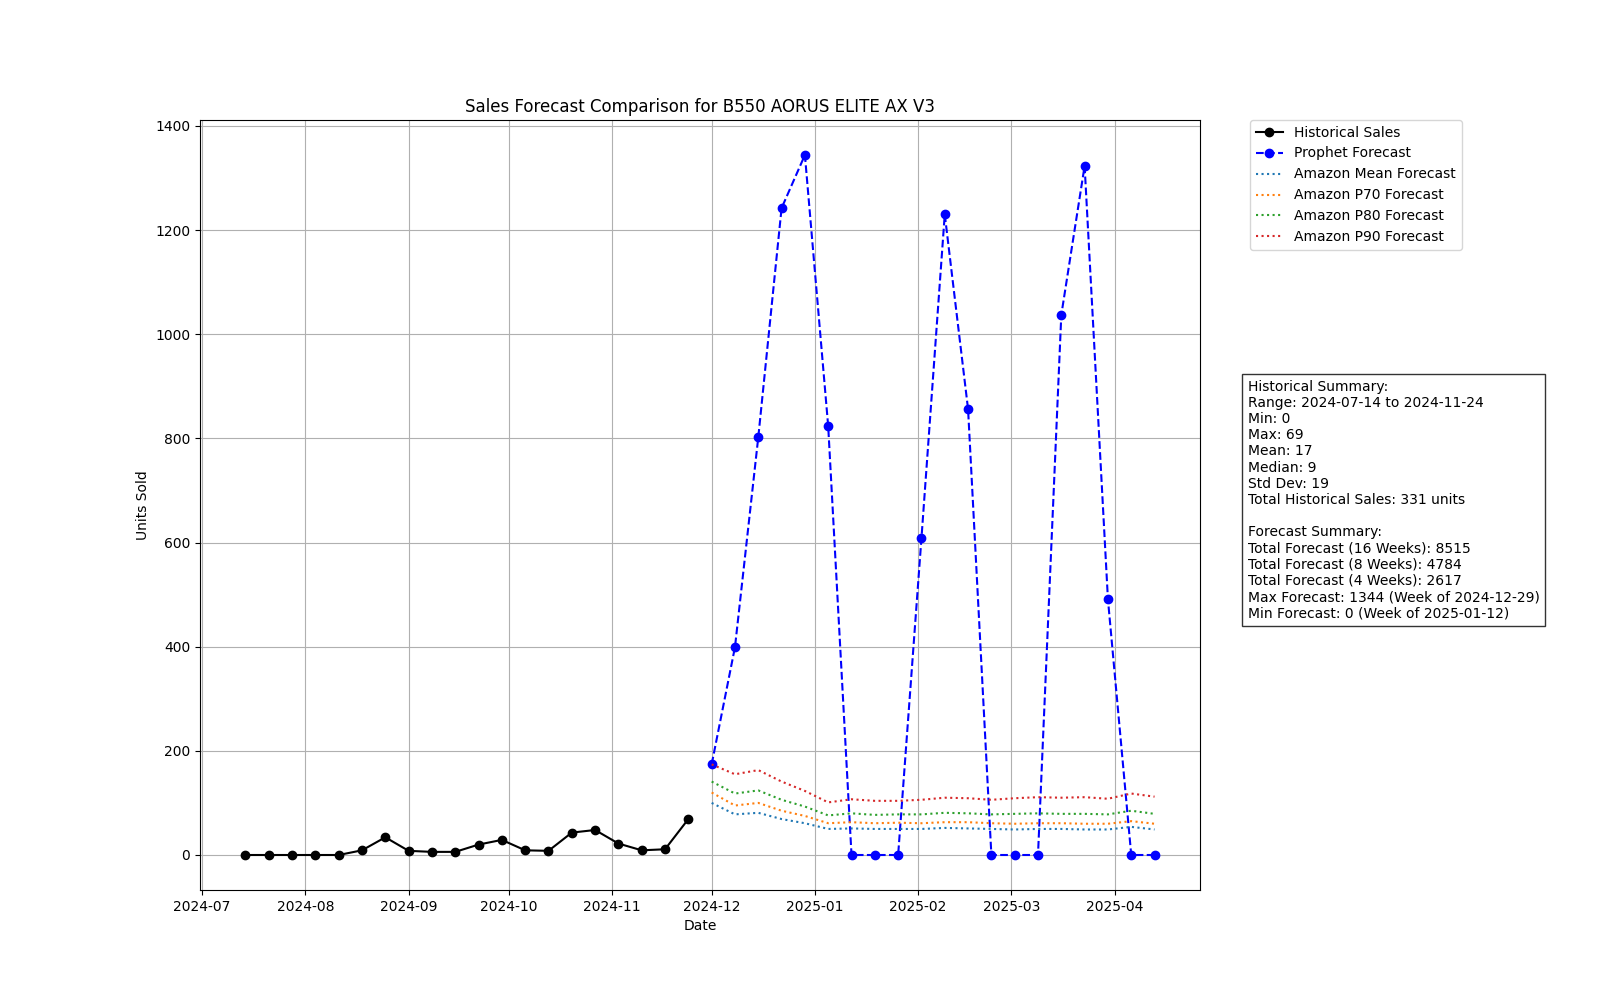 Sales Forecast Comparison for B550 AORUS ELITE AX V3
1400
1200
1000
800
600
400
200
0
Units Sold
2024-07
2024-08
2024-09
2024-10
2024-11
2024-12
2025-01
2025-02
2025-03
2025-04
Date
Historical Sales
Prophet Forecast
Amazon Mean Forecast
Amazon P70 Forecast
Amazon P80 Forecast
Amazon P90 Forecast
Historical Summary:
Range: 2024-07-14 to 2024-11-24
Min: 0
Max: 69
Mean: 17
Median: 9
Std Dev: 19
Total Historical Sales: 331 units
Forecast Summary:
Total Forecast (16 Weeks): 8515
Total Forecast (8 Weeks): 4784
Total Forecast (4 Weeks): 2617
Max Forecast: 1344 (Week of 2024-12-29)
Min Forecast: 0 (Week of 2025-01-12)